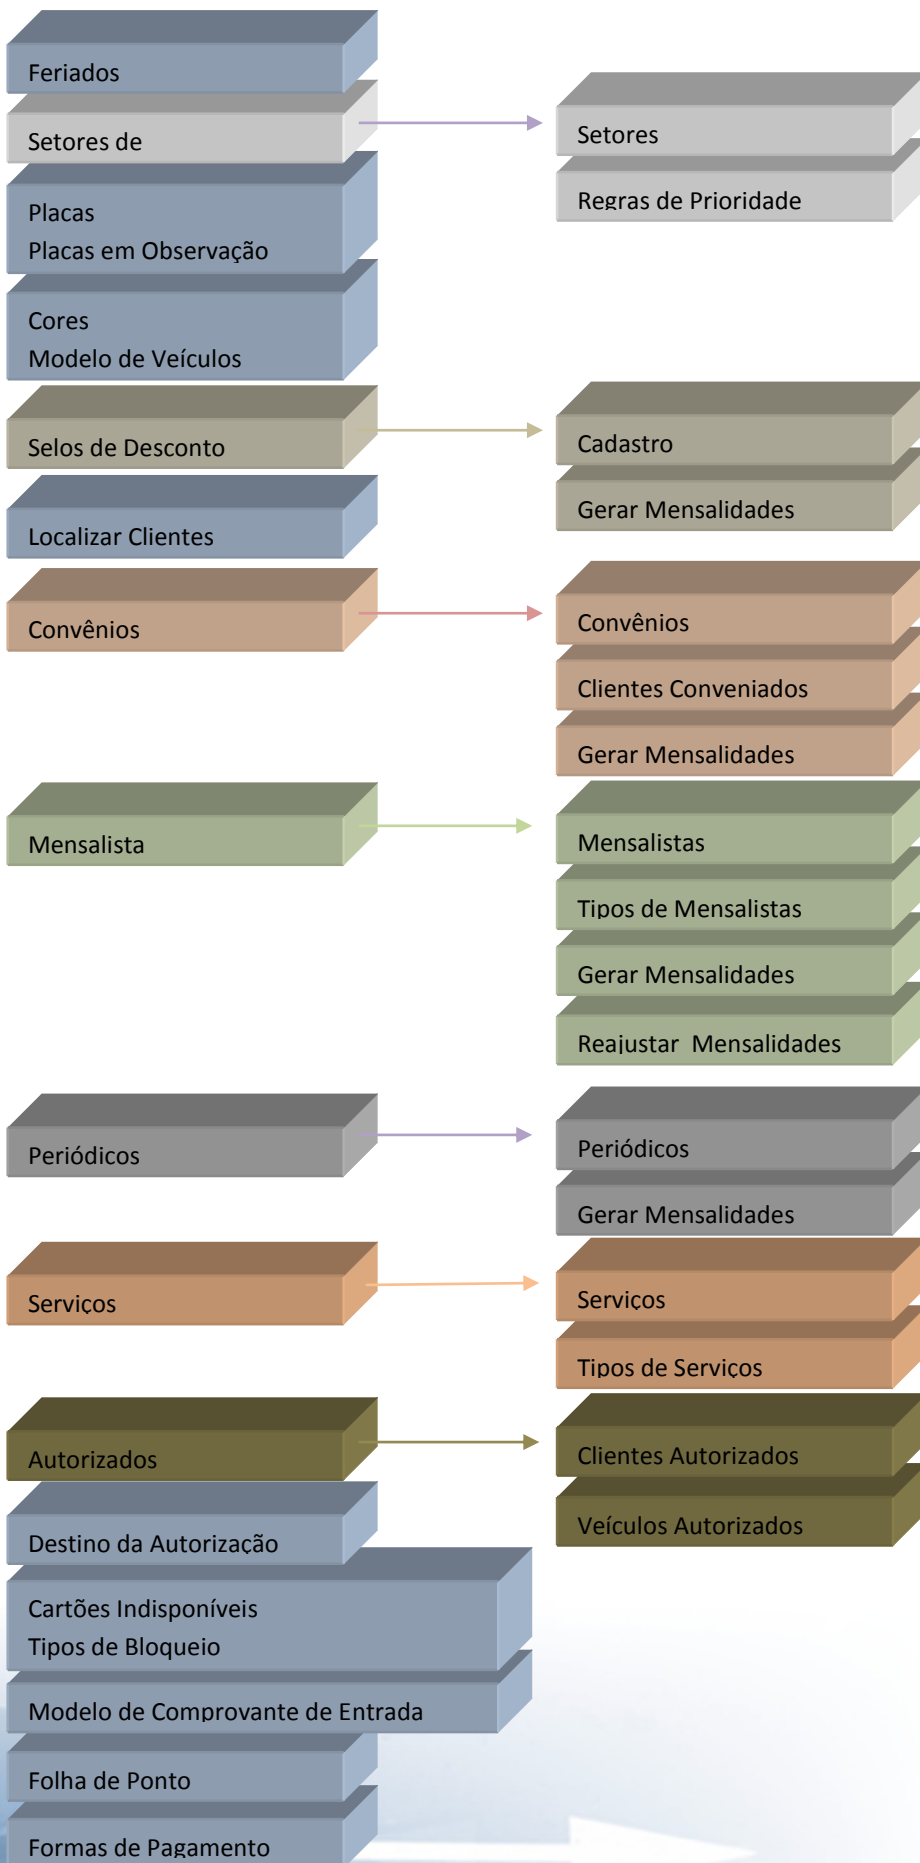 Feriados
Setores de
Setores
Regras de Prioridade
Placas
Placas em Observação
Cores
Modelo de Veículos
Selos de Desconto
Cadastro
Gerar Mensalidades
Localizar Clientes
Convênios
Convênios
Clientes Conveniados
Gerar Mensalidades
Mensalista
Mensalistas
Tipos de Mensalistas
Gerar Mensalidades
Reajustar  Mensalidades
Periódicos
Periódicos
Gerar Mensalidades
Serviços
Serviços
Tipos de Serviços
Autorizados
Clientes Autorizados
Veículos Autorizados
Destino da Autorização
Cartões Indisponíveis
Tipos de Bloqueio
Modelo de Comprovante de Entrada
Folha de Ponto
Formas de Pagamento